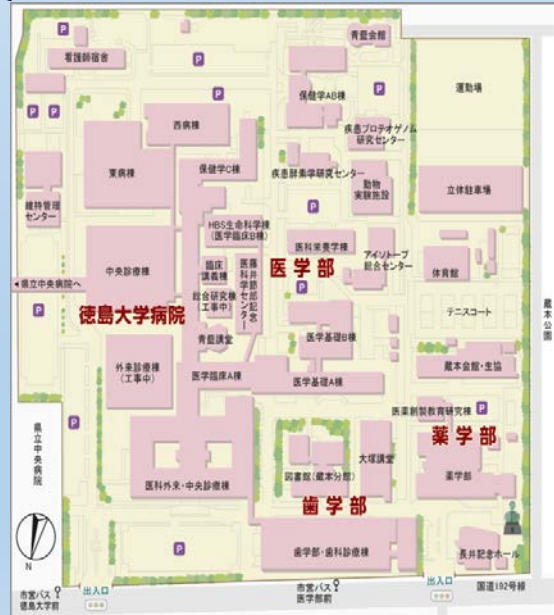 青藍会館
看護師宿舎
P
P
P
P
P
P
保健学AB棟
運動場
西病棟
疾患プロテオゲノム
研究センター
東病棟
保健学C棟
疾患酵素学研究センター
動物
実験施設
立体駐車場
維持管理
センター
P
HBS生命科学棟
(医学臨床B棟)
医科栄養学棟
中央診療棟
臨床
講義棟
藤井節郎記念
医科学センター
医学部
アイソトープ
総合センター
体育館
◀県立中央病院へ
総合研究棟
(工事中)
P
P
徳島大学病院
テニスコート
蔵本公園
青藍講堂
医学基礎B棟
外来診療棟
(工事中)
蔵本会館・生協
医学臨床A棟
医学基礎A棟
医薬創製教育研究棟
P
県立中央病院
P
薬学部
大塚講堂
医科外来・中央診療棟
図書館(蔵本分館)
薬学部
歯学部
N
P
歯学部・歯科診療棟
長井記念ホール
市営バス
徳島大学前
出入口
市営バス
医学部前
出入口
国道192号線